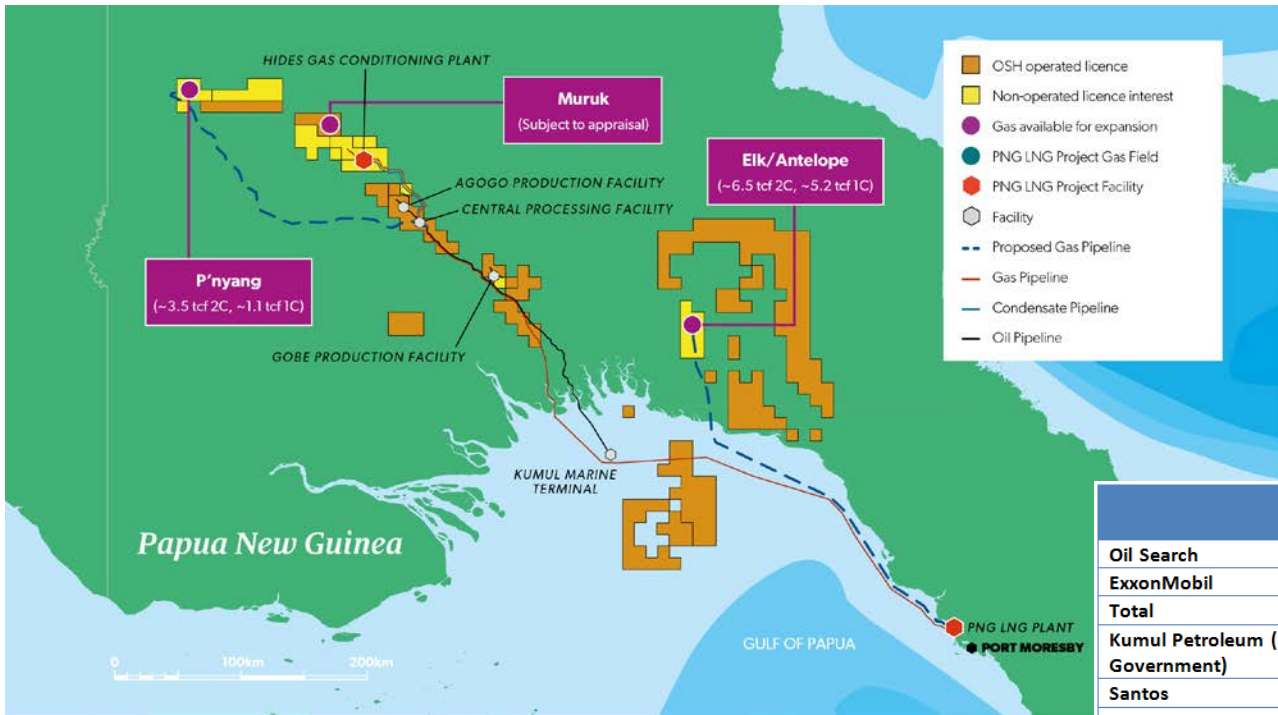 HIDES GAS CONDITIONING PLANT
Muruk
(Subject to appraisal)
OSH operated licence
Non-operated licence interest
Gas available for expansion
PNG LNG Project Gas Field
PNG LNG Project Facility
Facility
Proposed Gas Pipeline
Gas Pipeline
Condensate Pipeline
Oil Pipeline
Elk/Antelope
(~6.5 tcf 2C, ~5.2 tcf 1C)
AGOGO PRODUCTION FACILITY
CENTRAL PROCESSING FACILITY
P'nyang
(~3.5 tcf 2C, ~1.1 tcf 1C)
GOBE PRODUCTION FACILITY
KUMUL MARINE
TERMINAL
Papua New Guinea
GULF OF PAPUA
PNG LNG PLANT
PORT MORESBY
0 100km 200km
Oil Search
ExxonMobil
Total
Kumul Petroleum (
Government)
Santos